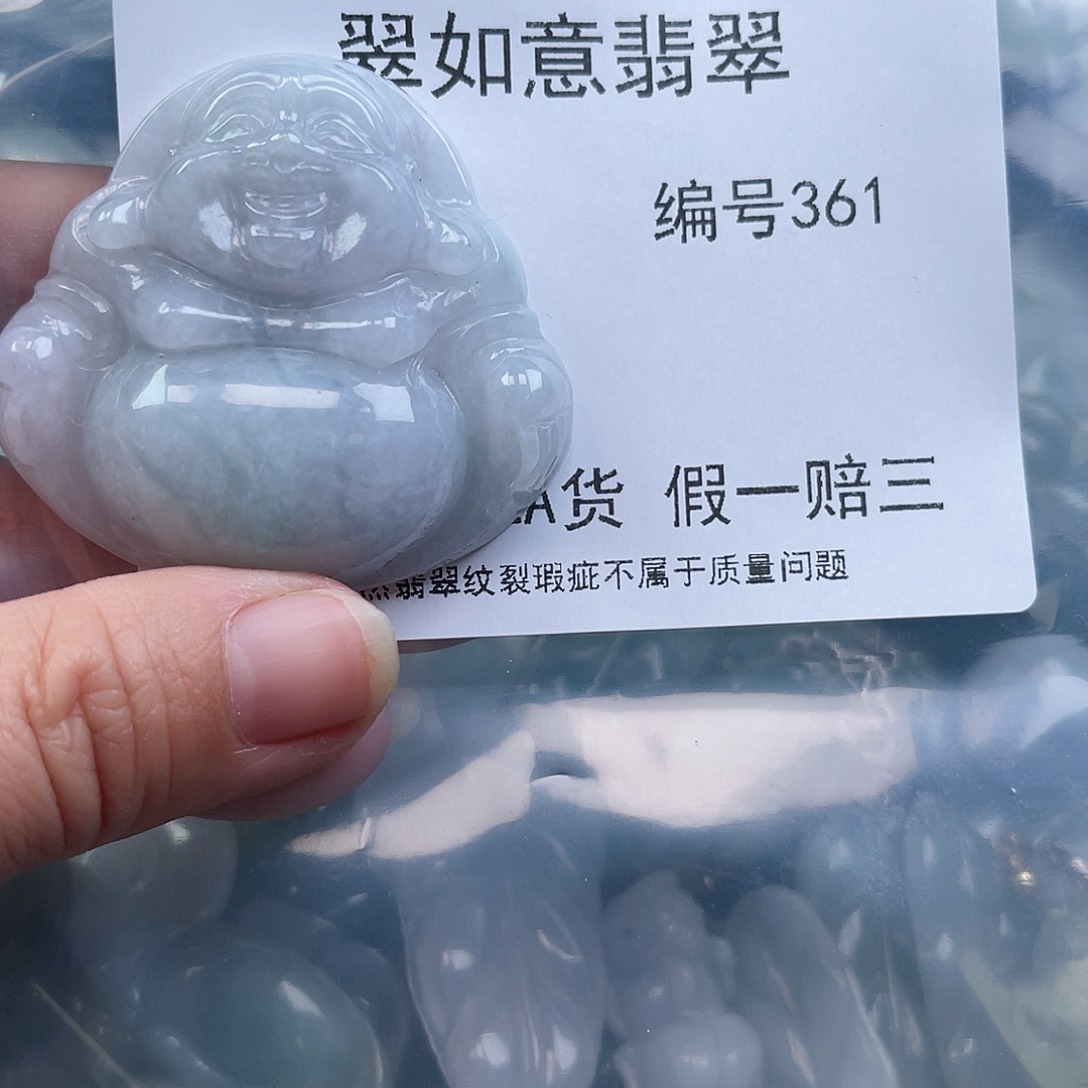 翠如意翡翠
编号361
A货 假一赔三
然翡翠纹裂瑕疵不属于质量问题